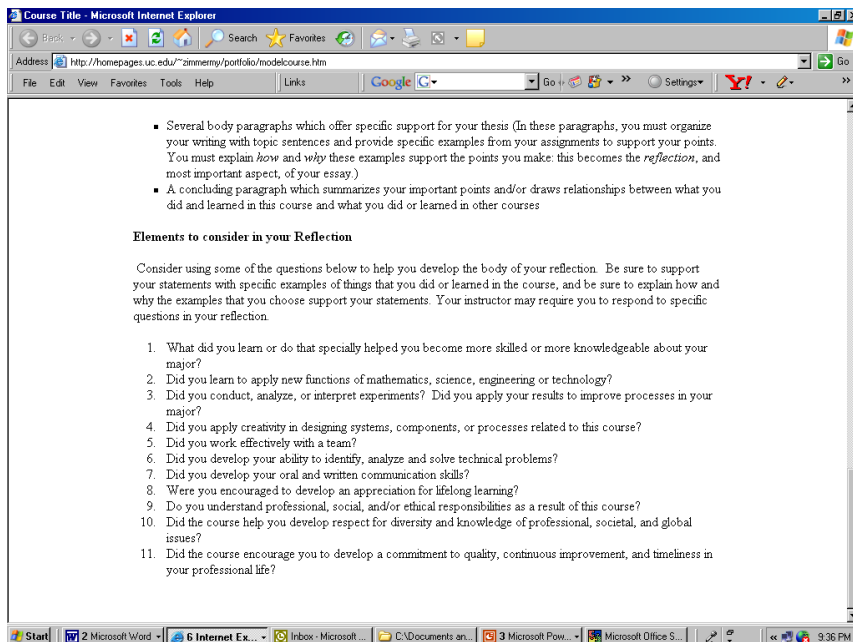 Course Title - Microsoft Internet Explorer
Back Search Favorites
Address http://homepages.uc.edu/~zimmermy/portfolio/modelcourse.htm Go
File Edit View Favorites Tools Help Links Google G Go Settings Y!
Several body paragraphs which offer specific support for your thesis (In these paragraphs, you must organize
your writing with topic sentences and provide specific examples from your assignments to support your points.
You must explain how and why these examples support the points you make: this becomes the reflection, and
most important aspect, of your essay.)
A concluding paragraph which summarizes your important points and/or draws relationships between what you
did and learned in this course and what you did or learned in other courses
Elements to consider in your Reflection
Consider using some of the questions below to help you develop the body of your reflection. Be sure to support
your statements with specific examples of things that you did or learned in the course, and be sure to explain how and
why the examples that you choose support your statements. Your instructor may require you to respond to specific
questions in your reflection.
1. What did you learn or do that specially helped you become more skilled or more knowledgeable about your
major?
2. Did you learn to apply new functions of mathematics, science, engineering or technology?
3. Did you conduct, analyze, or interpret experiments? Did you apply your results to improve processes in your
major?
4. Did you apply creativity in designing systems, components, or processes related to this course?
5. Did you work effectively with a team?
6. Did you develop your ability to identify, analyze and solve technical problems?
7. Did you develop your oral and written communication skills?
8. Were you encouraged to develop an appreciation for lifelong learning?
9. Do you understand professional, social, and/or ethical responsibilities as a result of this course?
10. Did the course help you develop respect for diversity and knowledge of professional, societal, and global
issues?
11. Did the course encourage you to develop a commitment to quality, continuous improvement, and timeliness in
your professional life?
Start 2 Microsoft Word 6 Internet Ex... Inbox - Microsoft ... C:\Documents an... 3 Microsoft Pow... Microsoft Office S... 9:36 PM